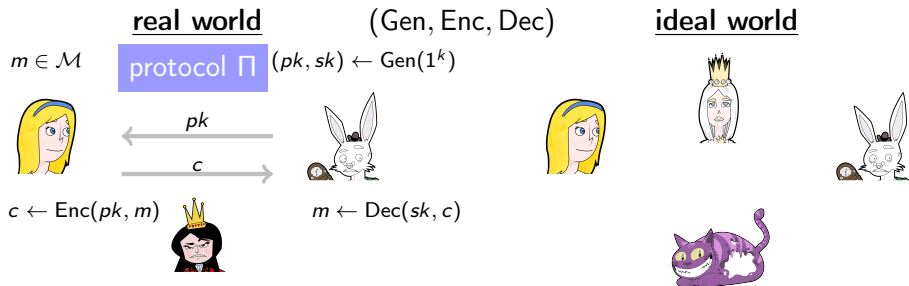 real world (Gen, Enc, Dec) ideal world
m ∈ ℳ protocol Π (pk, sk) ← Gen(1^k)
pk
c
c ← Enc(pk, m) m ← Dec(sk, c)